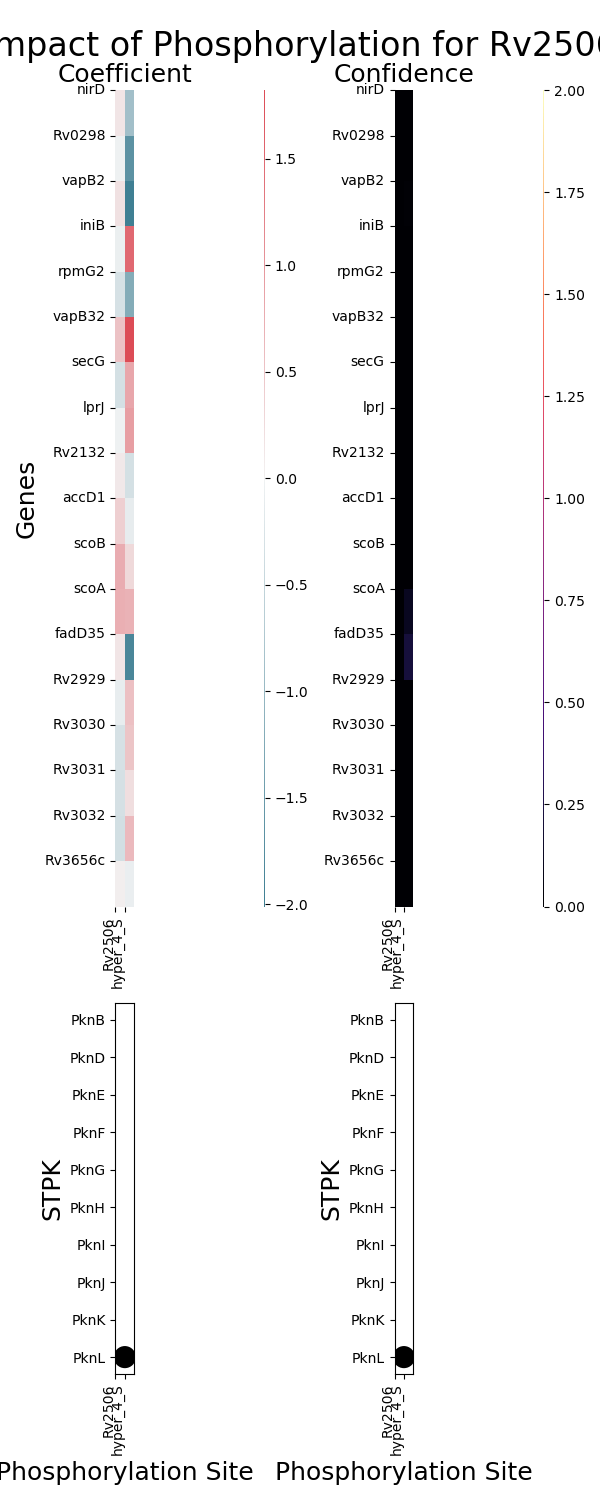 mpact of Phosphorylation for Rv250
Coefficient
Confidence
nirD
Rv0298
vapB2
iniB
rpmG2
vapB32
secG
lprJ
Rv2132
accD1
scoB
scoA
fadD35
Rv2929
Rv3030
Rv3031
Rv3032
Rv3656c
Genes
1.5
1.0
0.5
0.0
−0.5
−1.0
−1.5
−2.0
Rv2506
hyper_4_S
nirD
Rv0298
vapB2
iniB
rpmG2
vapB32
secG
lprJ
Rv2132
accD1
scoB
scoA
fadD35
Rv2929
Rv3030
Rv3031
Rv3032
Rv3656c
2.00
1.75
1.50
1.25
1.00
0.75
0.50
0.25
0.00
Rv2506
hyper_4_S
PknB
PknD
PknE
PknF
PknG
PknH
PknI
PknJ
PknK
PknL
STPK
Rv2506
hyper_4_S
Phosphorylation Site
PknB
PknD
PknE
PknF
PknG
PknH
PknI
PknJ
PknK
PknL
STPK
Rv2506
hyper_4_S
Phosphorylation Site